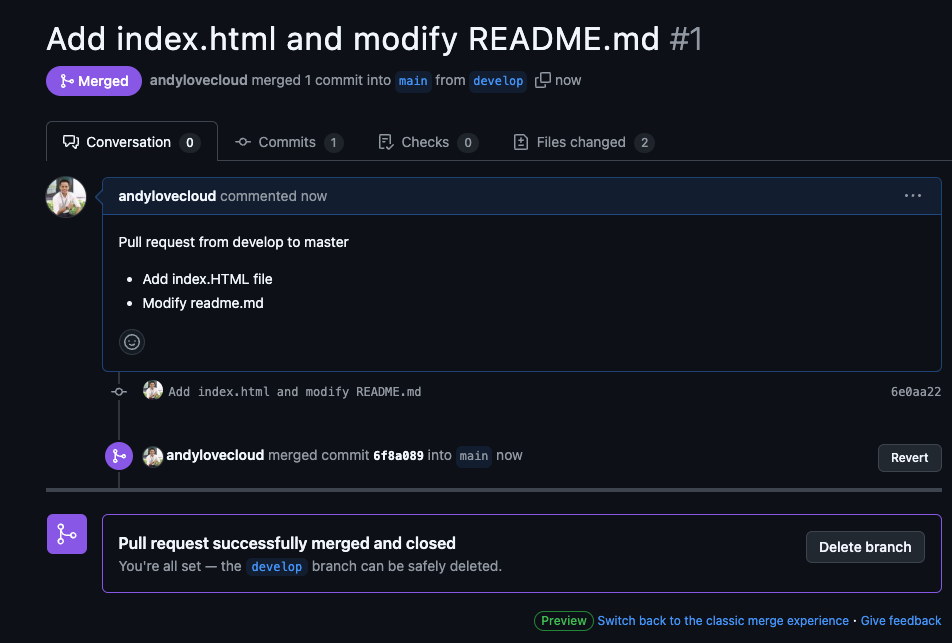 Add index.html and modify README.md #1
Merged andylovecloud merged 1 commit into main from develop now
Conversation 0 Commits 1 Checks 0 Files changed 2
andylovecloud commented now
Pull request from develop to master
Add index.HTML file
Modify readme.md
Add index.html and modify README.md 6e0aa22
andylovecloud merged commit 6f8a089 into main now
Revert
Pull request successfully merged and closed
You're all set — the develop branch can be safely deleted.
Delete branch
Preview Switch back to the classic merge experience · Give feedback